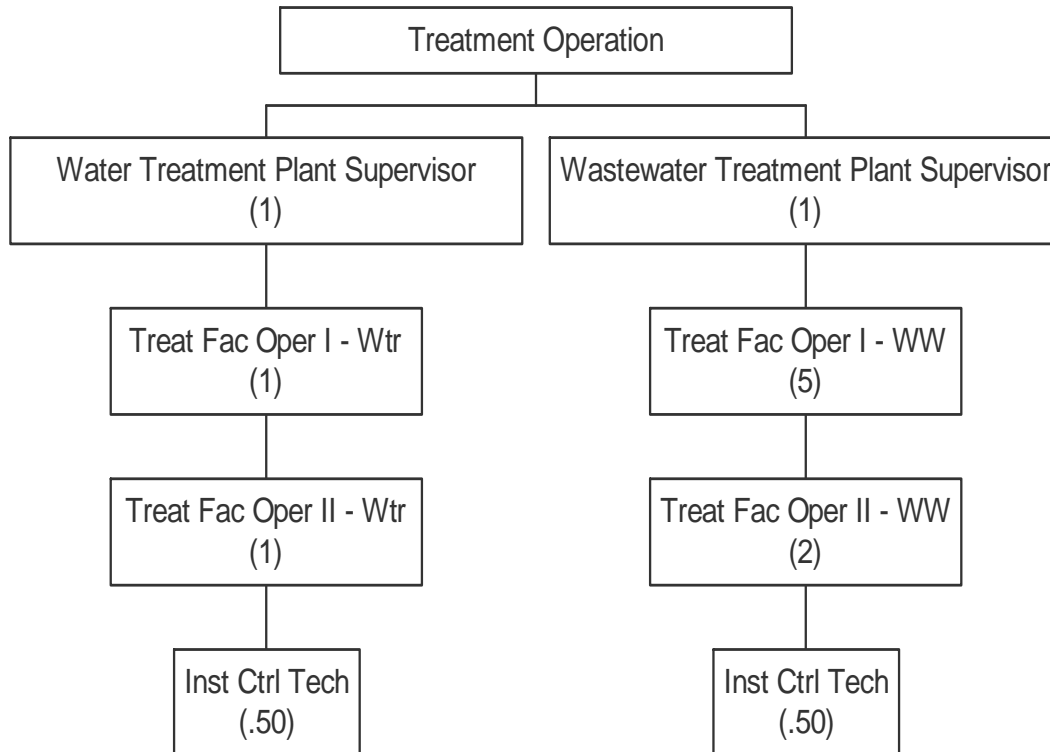 Treatment Operation
Water Treatment Plant Supervisor
(1)
Wastewater Treatment Plant Supervisor
(1)
Treat Fac Oper I - Wtr
(1)
Treat Fac Oper I - WW
(5)
Treat Fac Oper II - Wtr
(1)
Treat Fac Oper II - WW
(2)
Inst Ctrl Tech
(.50)
Inst Ctrl Tech
(.50)